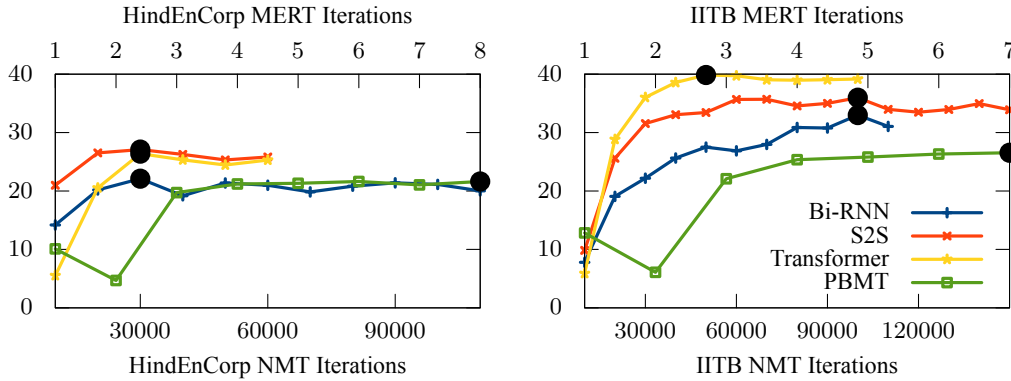 HindEnCorp MERT Iterations
1 2 3 4 5 6 7 8
40
30
20
10
0
30000 60000 90000
HindEnCorp NMT Iterations
IITB MERT Iterations
1 2 3 4 5 6 7
40
30
20
10
0
Bi-RNN
S2S
Transformer
PBMT
30000 60000 90000 120000
IITB NMT Iterations